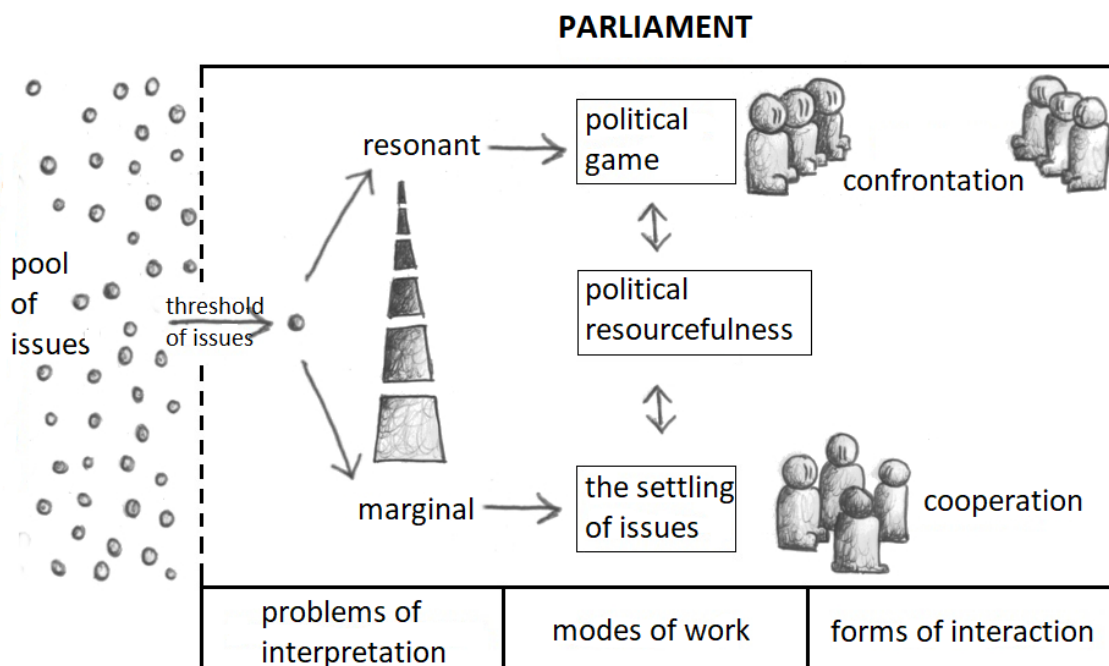 PARLIAMENT
pool
of
issues
threshold
of issues
resonant
marginal
political
game
political
resourcefulness
the settling
of issues
confrontation
cooperation
problems of
interpretation
modes of work
forms of interaction